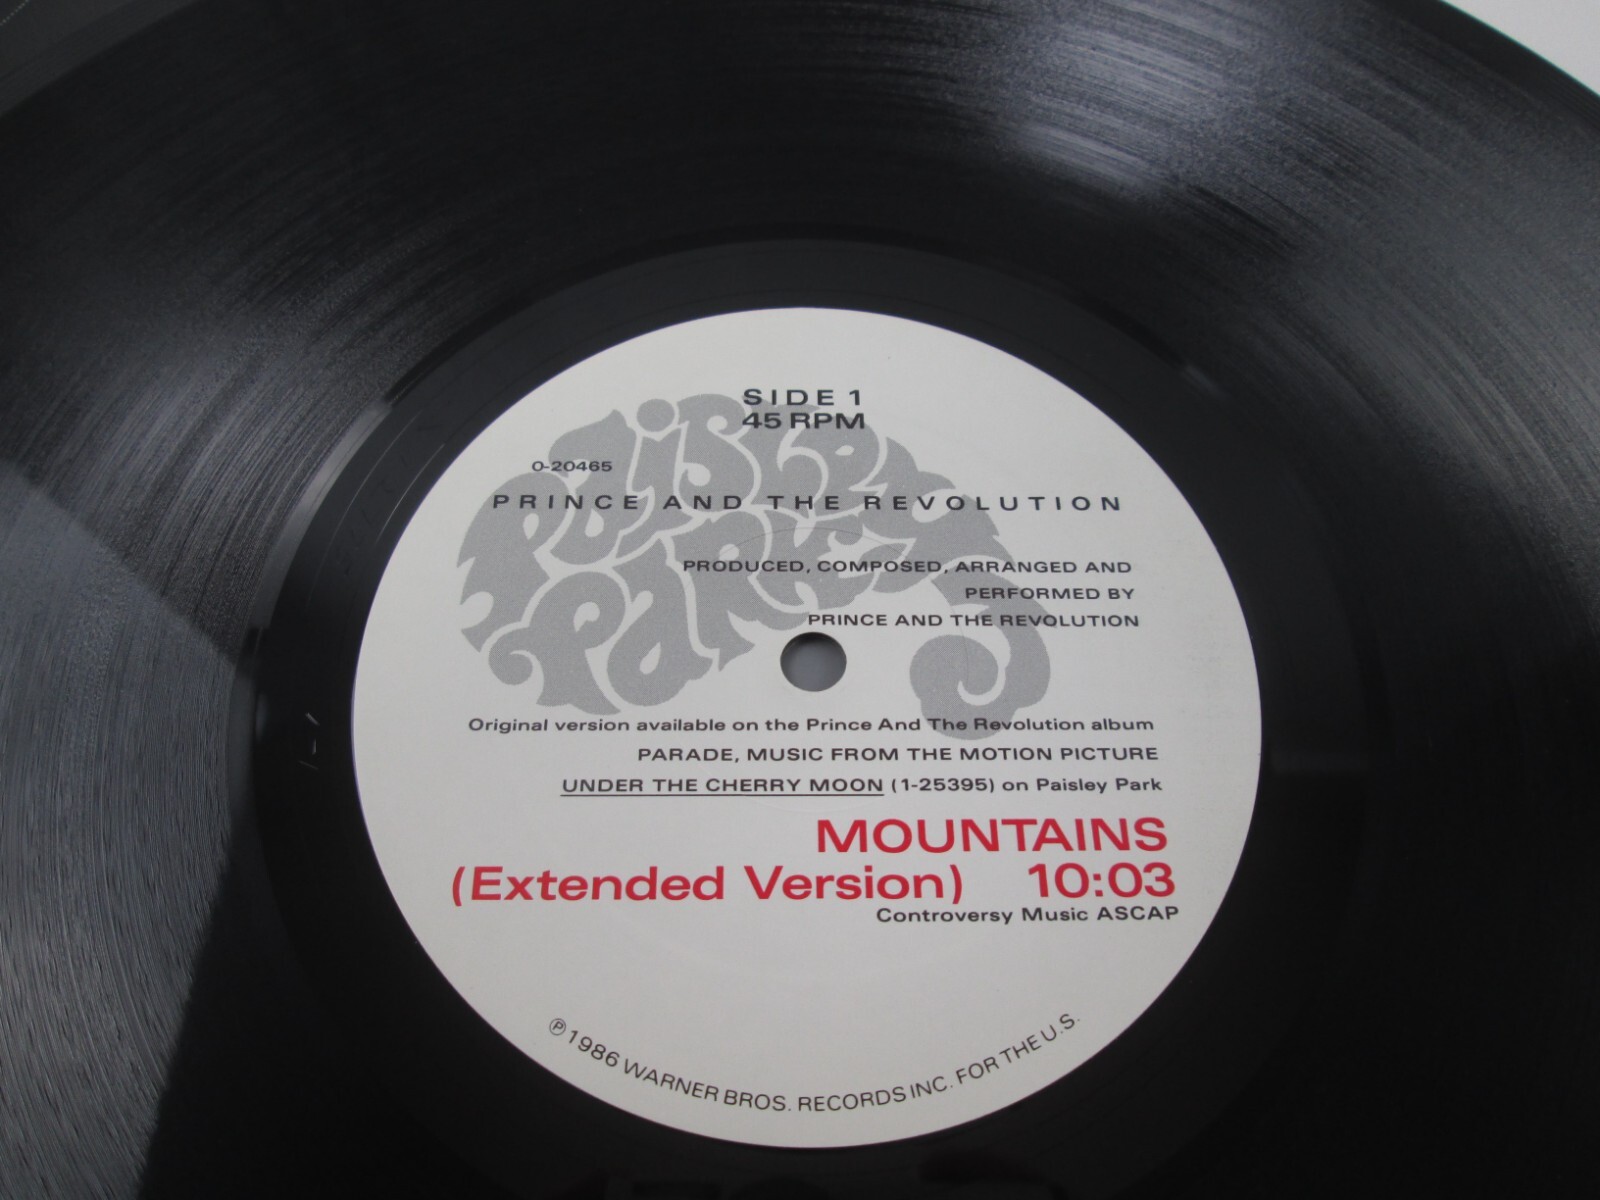 SIDE 1
45 RPM
0-20465
PRINCE AND THE REVOLUTION
Paisley
Park
PRODUCED, COMPOSED, ARRANGED AND
PERFORMED BY
PRINCE AND THE REVOLUTION
Original version available on the Prince And The Revolution album
PARADE, MUSIC FROM THE MOTION PICTURE
UNDER THE CHERRY MOON (1-25395) on Paisley Park
MOUNTAINS
(Extended Version) 10:03
Controversy Music ASCAP
℗ 1986 WARNER BROS. RECORDS INC. FOR THE U.S.